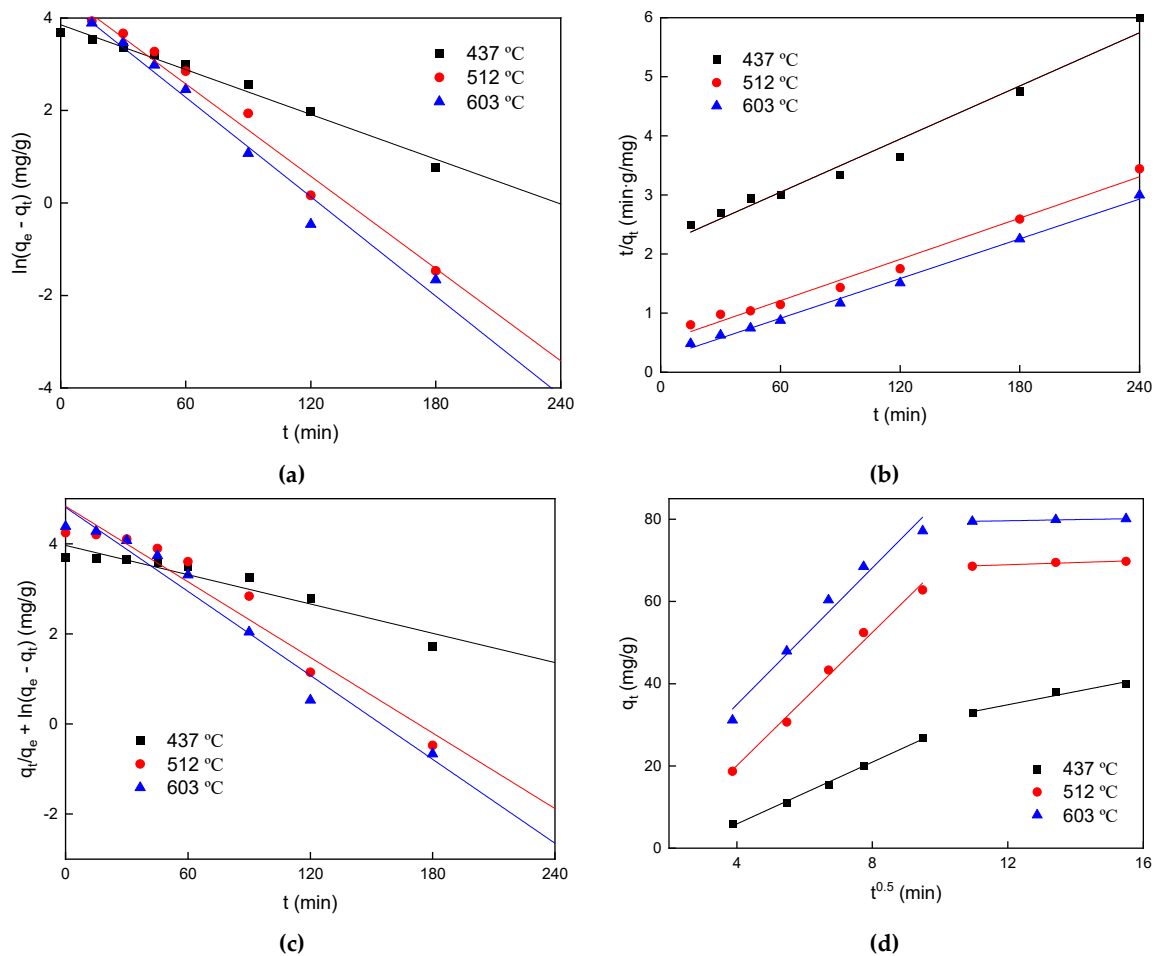 ln(qe - qt) (mg/g)
4
2
0
-2
-4
0
60
120
180
240
t (min)
437 ºC
512 ºC
603 ºC
(a)
t/qt (min·g/mg)
6
5
4
3
2
1
0
0
60
120
180
240
t (min)
437 ºC
512 ºC
603 ºC
(b)
qt/qe + ln(qe - qt) (mg/g)
4
2
0
-2
0
60
120
180
240
t (min)
437 ºC
512 ºC
603 ºC
(c)
qt (mg/g)
80
60
40
20
0
4
8
12
16
t0.5 (min)
437 ºC
512 ºC
603 ºC
(d)